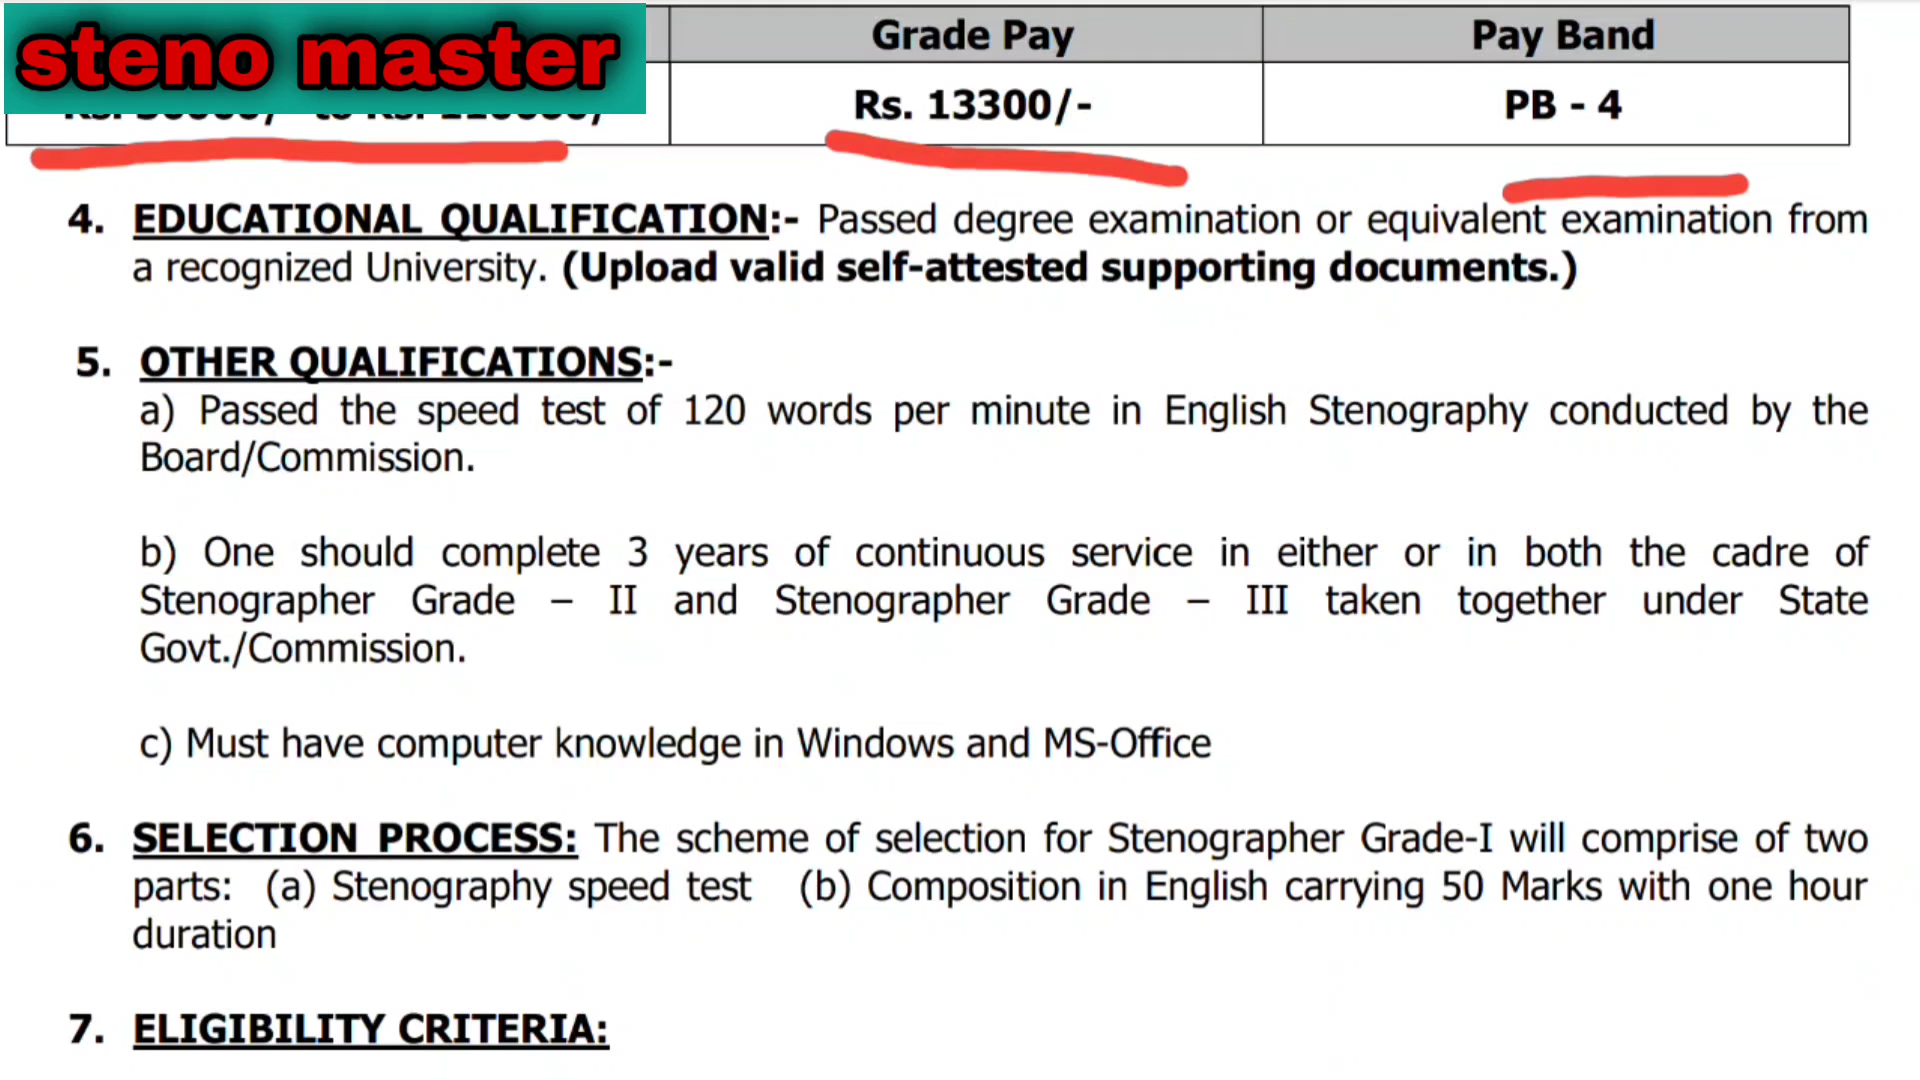 steno master
Grade Pay
Pay Band
Rs. 13300/-
PB - 4
4. EDUCATIONAL QUALIFICATION:- Passed degree examination or equivalent examination from
a recognized University. (Upload valid self-attested supporting documents.)
5. OTHER QUALIFICATIONS:-
a) Passed the speed test of 120 words per minute in English Stenography conducted by the
Board/Commission.
b) One should complete 3 years of continuous service in either or in both the cadre of
Stenographer Grade – II and Stenographer Grade – III taken together under State
Govt./Commission.
c) Must have computer knowledge in Windows and MS-Office
6. SELECTION PROCESS: The scheme of selection for Stenographer Grade-I will comprise of two
parts: (a) Stenography speed test (b) Composition in English carrying 50 Marks with one hour
duration
7. ELIGIBILITY CRITERIA: